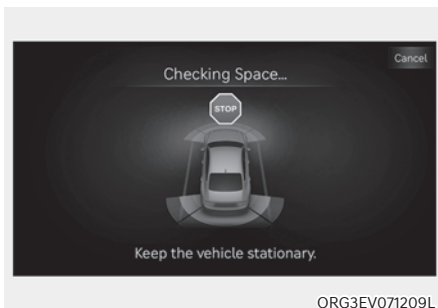 Cancel
Checking Space...
STOP
Keep the vehicle stationary.
ORG3EV071209L